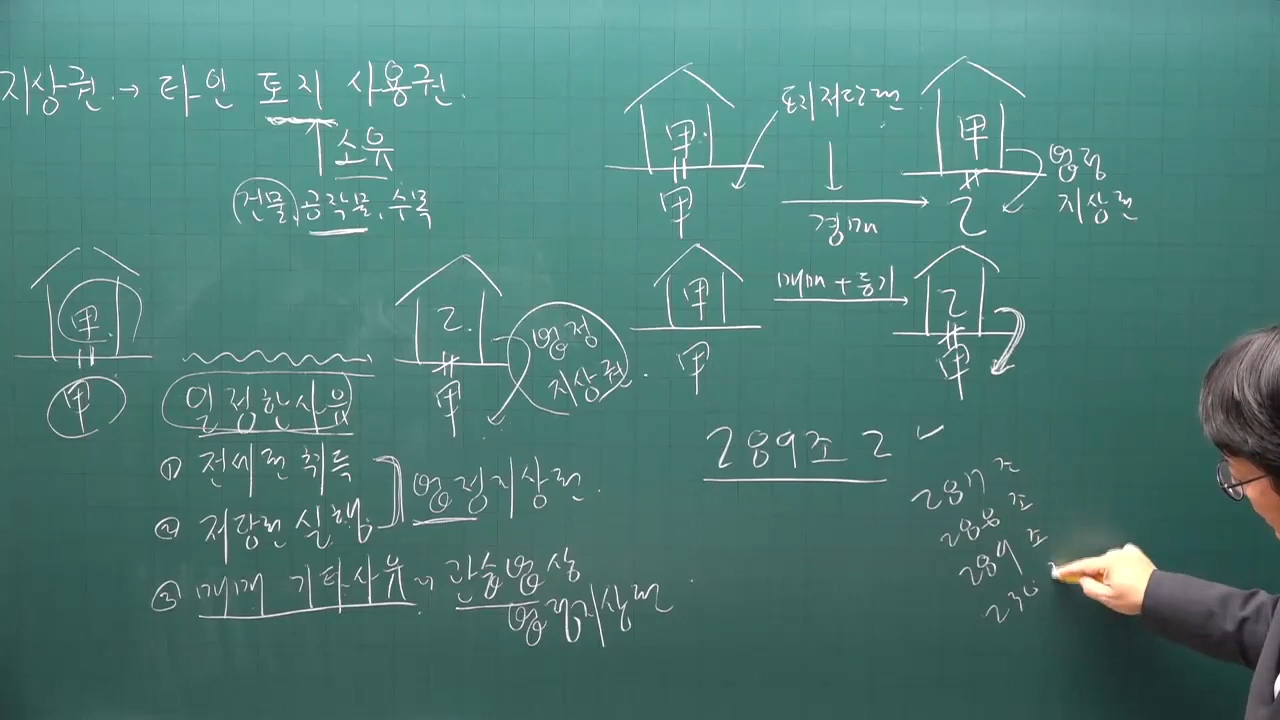 지상권 → 타인 토지 사용권.
소유
건물, 공작물, 수목
甲
甲
일정한사유
① 전세권 취득
② 저당권 실행
법정지상권.
③ 매매 기타사유 → 관습법상
법정지상권
乙.
甲
법정
지상권.
甲.
甲
토지저당권
경매
甲
乙
법정
지상권
甲
甲
매매 + 등기
乙
甲
289조 2 ✓
287조
288조
289조
230